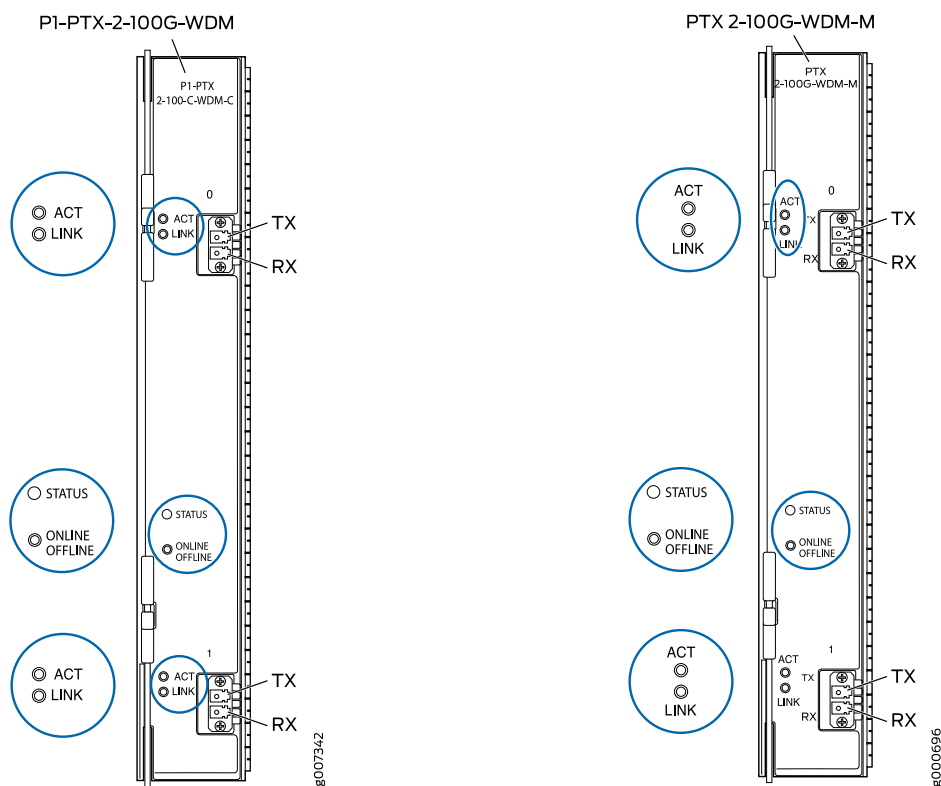 P1-PTX-2-100G-WDM
P1-PTX
2-100-C-WDM-C
0
ACT
LINK
ACT
LINK
TX
RX
STATUS
ONLINE
OFFLINE
STATUS
ONLINE
OFFLINE
1
ACT
LINK
ACT
LINK
TX
RX
g007342
PTX 2-100G-WDM-M
PTX
2-100G-WDM-M
0
ACT
LINK
ACT
TX
LINK
RX
TX
RX
STATUS
ONLINE
OFFLINE
STATUS
ONLINE
OFFLINE
1
ACT
LINK
ACT
TX
LINK
RX
TX
RX
g000696